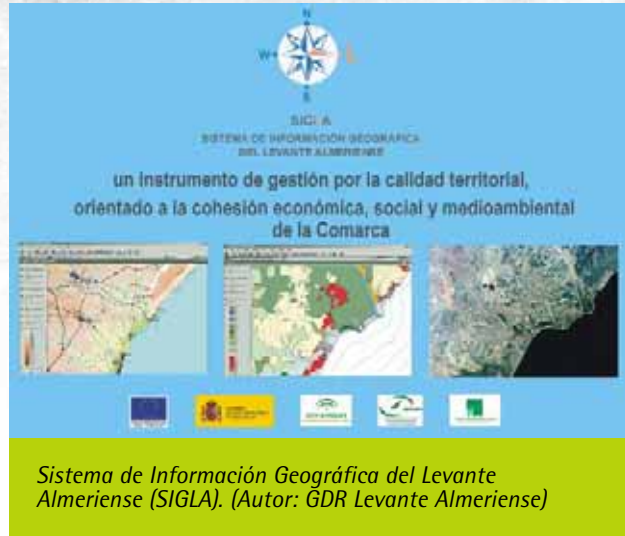 N
W
S
SIGLA
SISTEMA DE INFORMACIÓN GEOGRÁFICA
DEL LEVANTE ALMERIENSE
un instrumento de gestión por la calidad territorial,
orientado a la cohesión económica, social y medioambiental
de la Comarca
Sistema de Información Geográfica del Levante
Almeriense (SIGLA). (Autor: GDR Levante Almeriense)